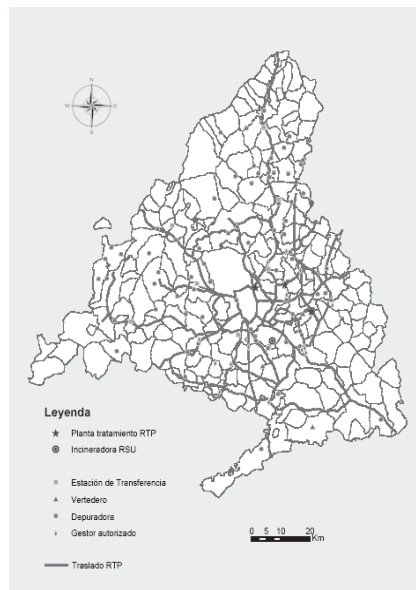 N
W E
S
Leyenda
Planta tratamiento RTP
Incineradora RSU
Estación de Transferencia
Vertedero
Depuradora
Gestor autorizado
Traslado RTP
0 5 10 20
Km